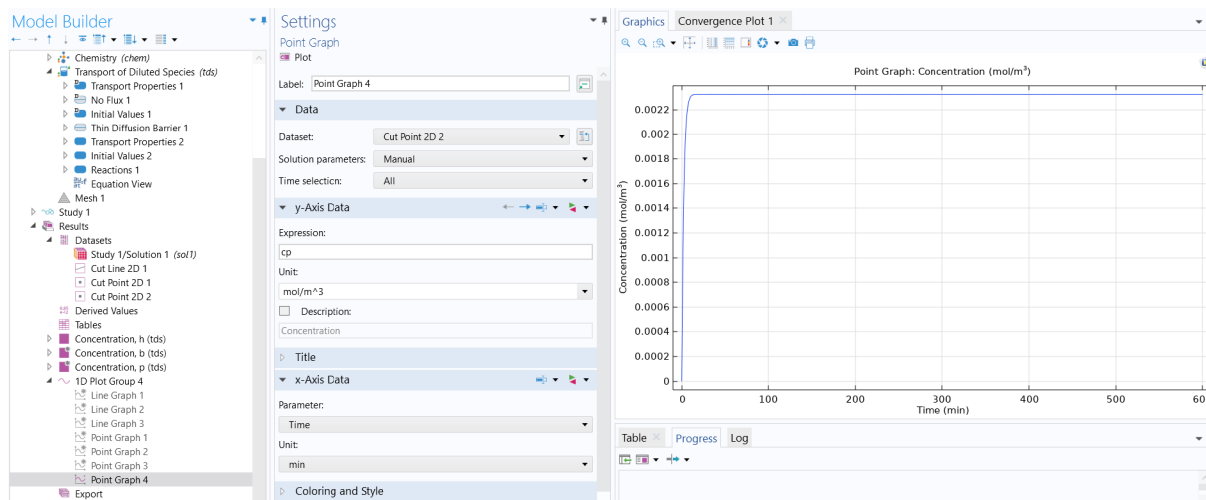 Model Builder
Chemistry (chem)
Transport of Diluted Species (tds)
Transport Properties 1
No Flux 1
Initial Values 1
Thin Diffusion Barrier 1
Transport Properties 2
Initial Values 2
Reactions 1
Equation View
Mesh 1
Study 1
Results
Datasets
Study 1/Solution 1 (sol1)
Cut Line 2D 1
Cut Point 2D 1
Cut Point 2D 2
Derived Values
Tables
Concentration, h (tds)
Concentration, b (tds)
Concentration, p (tds)
1D Plot Group 4
Line Graph 1
Line Graph 2
Line Graph 3
Point Graph 1
Point Graph 2
Point Graph 3
Point Graph 4
Export
Settings
Point Graph
Plot
Label: Point Graph 4
Data
Dataset: Cut Point 2D 2
Solution parameters: Manual
Time selection: All
y-Axis Data
Expression:
cp
Unit:
mol/m^3
Description:
Concentration
Title
x-Axis Data
Parameter:
Time
Unit:
min
Coloring and Style
Graphics Convergence Plot 1
Point Graph: Concentration (mol/m³)
Concentration (mol/m³)
0.0022
0.002
0.0018
0.0016
0.0014
0.0012
0.001
0.0008
0.0006
0.0004
0.0002
0
0 100 200 300 400 500 60
Time (min)
Table Progress Log